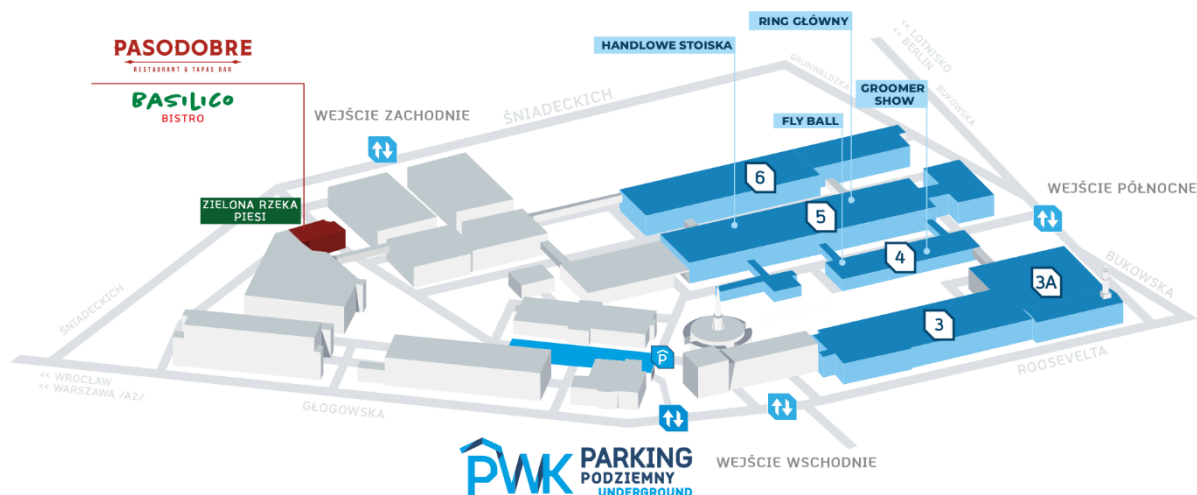 RING GŁÓWNY
HANDLOWE STOISKA
PASODOBRE
RESTAURANT & TAPAS BAR
BASILICO
BISTRO
<< LOTNISKO
<< BERLIN
GRUNWALDZKA
BUKOWSKA
GROOMER
SHOW
FLY BALL
WEJŚCIE ZACHODNIE
ŚNIADECKICH
ZIELONA RZEKA
PIESI
6
5
4
3A
3
WEJŚCIE PÓŁNOCNE
BUKOWSKA
ŚNIADECKICH
P
ROOSEVELTA
<< WROCŁAW
<< WARSZAWA /A2/
GŁOGOWSKA
PWK PARKING
PODZIEMNY
UNDERGROUND
WEJŚCIE WSCHODNIE